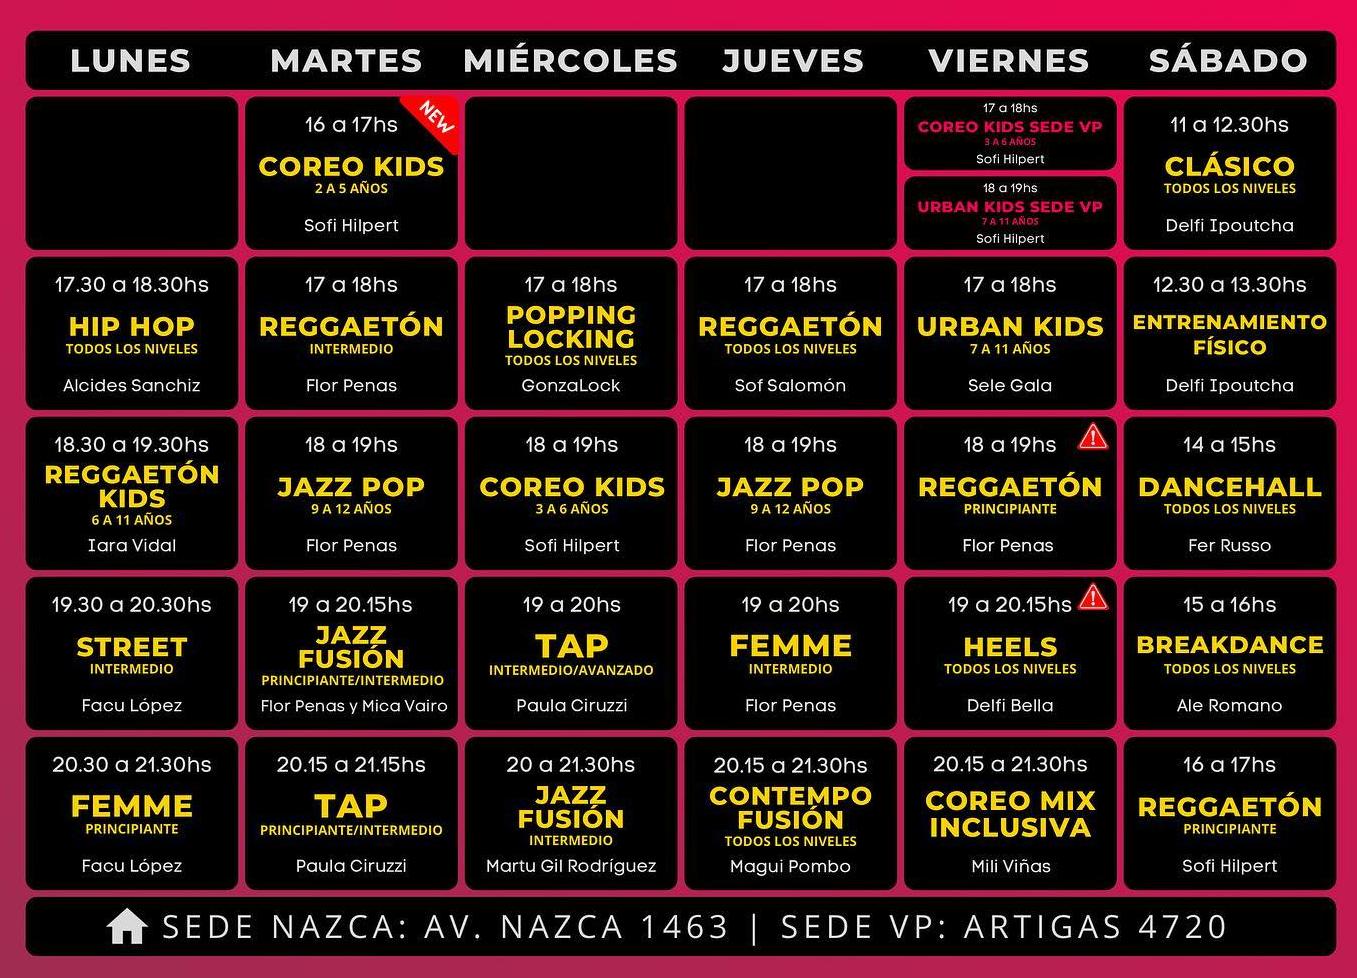 LUNES MARTES MIÉRCOLES JUEVES VIERNES SÁBADO
16 a 17hs
NEW
COREO KIDS
2 A 5 AÑOS
Sofi Hilpert
17 a 18hs
COREO KIDS SEDE VP
3 A 6 AÑOS
Sofi Hilpert
18 a 19hs
URBAN KIDS SEDE VP
7 A 11 AÑOS
Sofi Hilpert
11 a 12.30hs
CLÁSICO
TODOS LOS NIVELES
Delfi Ipoutcha
17.30 a 18.30hs
HIP HOP
TODOS LOS NIVELES
Alcides Sanchiz
17 a 18hs
REGGAETÓN
INTERMEDIO
Flor Penas
17 a 18hs
POPPING
LOCKING
TODOS LOS NIVELES
GonzaLock
17 a 18hs
REGGAETÓN
TODOS LOS NIVELES
Sof Salomón
17 a 18hs
URBAN KIDS
7 A 11 AÑOS
Sele Gala
12.30 a 13.30hs
ENTRENAMIENTO
FÍSICO
Delfi Ipoutcha
18.30 a 19.30hs
REGGAETÓN
KIDS
6 A 11 AÑOS
Iara Vidal
18 a 19hs
JAZZ POP
9 A 12 AÑOS
Flor Penas
18 a 19hs
COREO KIDS
3 A 6 AÑOS
Sofi Hilpert
18 a 19hs
JAZZ POP
9 A 12 AÑOS
Flor Penas
18 a 19hs
REGGAETÓN
PRINCIPIANTE
Flor Penas
14 a 15hs
DANCEHALL
TODOS LOS NIVELES
Fer Russo
19.30 a 20.30hs
STREET
INTERMEDIO
Facu López
19 a 20.15hs
JAZZ
FUSIÓN
PRINCIPIANTE/INTERMEDIO
Flor Penas y Mica Vairo
19 a 20hs
TAP
INTERMEDIO/AVANZADO
Paula Ciruzzi
19 a 20hs
FEMME
INTERMEDIO
Flor Penas
19 a 20.15hs
HEELS
TODOS LOS NIVELES
Delfi Bella
15 a 16hs
BREAKDANCE
TODOS LOS NIVELES
Ale Romano
20.30 a 21.30hs
FEMME
PRINCIPIANTE
Facu López
20.15 a 21.15hs
TAP
PRINCIPIANTE/INTERMEDIO
Paula Ciruzzi
20 a 21.30hs
JAZZ
FUSIÓN
INTERMEDIO
Martu Gil Rodríguez
20.15 a 21.30hs
CONTEMPO
FUSIÓN
TODOS LOS NIVELES
Magui Pombo
20.15 a 21.30hs
COREO MIX
INCLUSIVA
Mili Viñas
16 a 17hs
REGGAETÓN
PRINCIPIANTE
Sofi Hilpert
SEDE NAZCA: AV. NAZCA 1463 | SEDE VP: ARTIGAS 4720